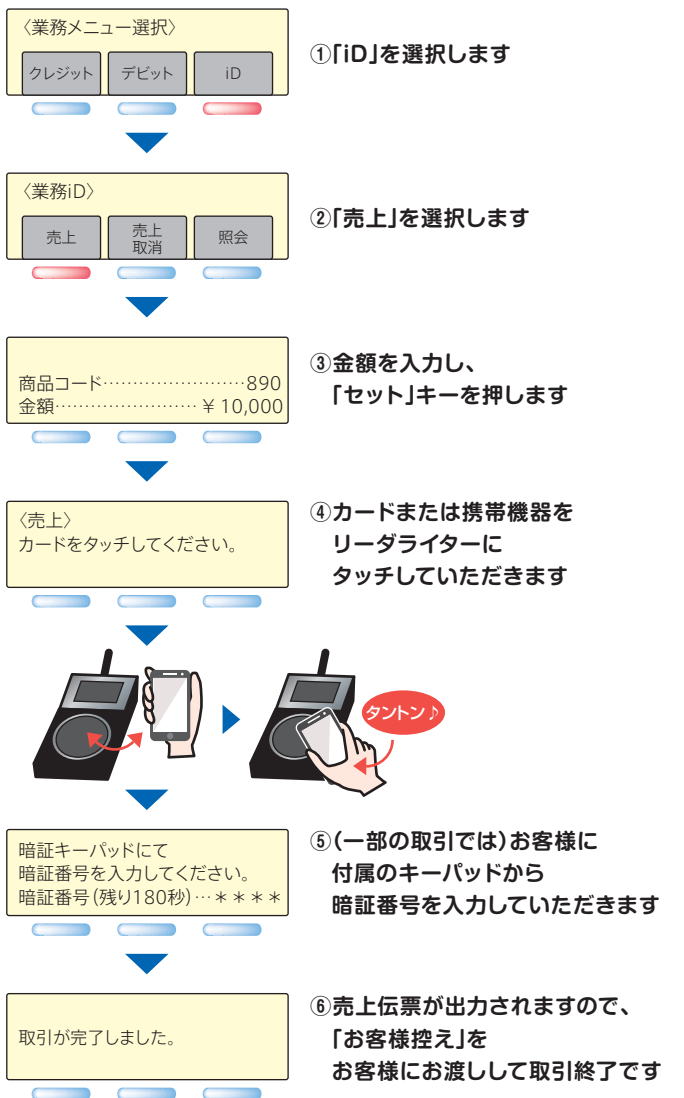 〈業務メニュー選択〉
クレジット デビット iD
①「iD」を選択します
〈業務iD〉
売上 売上取消 照会
②「売上」を選択します
商品コード……………………890
金額……………………¥10,000
③金額を入力し、
「セット」キーを押します
〈売上〉
カードをタッチしてください。
④カードまたは携帯機器を
リーダライターに
タッチしていただきます
タントン♪
暗証キーパッドにて
暗証番号を入力してください。
暗証番号(残り180秒)…＊＊＊＊
⑤(一部の取引では)お客様に
付属のキーパッドから
暗証番号を入力していただきます
取引が完了しました。
⑥売上伝票が出力されますので、
「お客様控え」を
お客様にお渡しして取引終了です